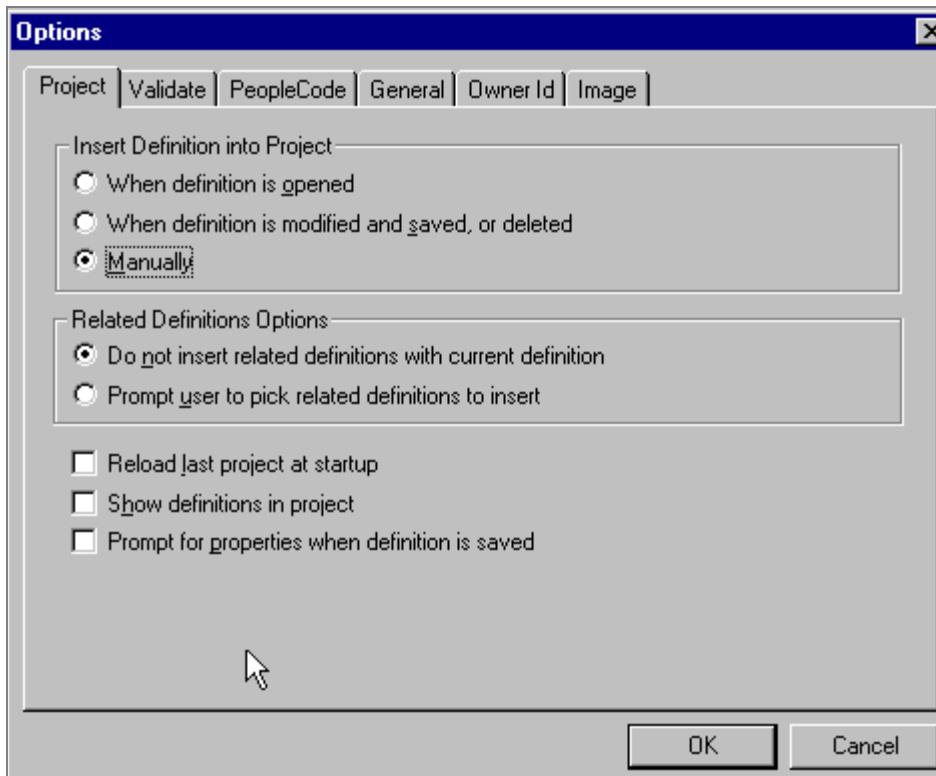 Options
Project Validate PeopleCode General Owner Id Image
Insert Definition into Project
When definition is opened
When definition is modified and saved, or deleted
Manually
Related Definitions Options
Do not insert related definitions with current definition
Prompt user to pick related definitions to insert
Reload last project at startup
Show definitions in project
Prompt for properties when definition is saved
OK Cancel